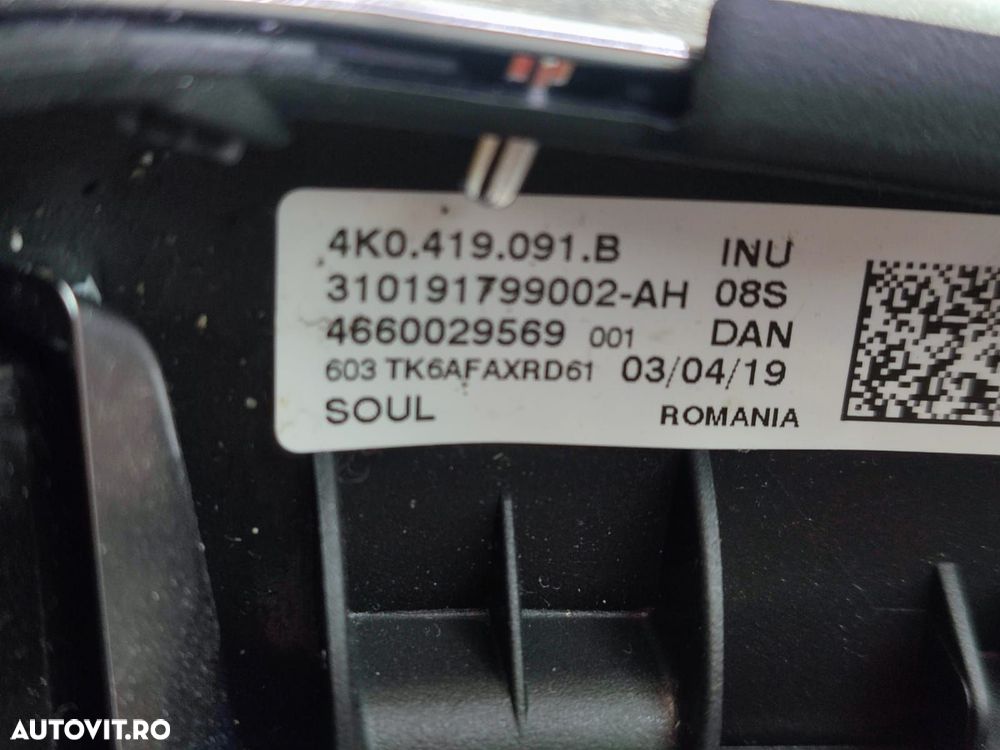 4K0.419.091.B INU
310191799002-AH 08S
4660029569 001 DAN
603 TK6AFAXRD61 03/04/19
SOUL ROMANIA
AUTOVIT.RO